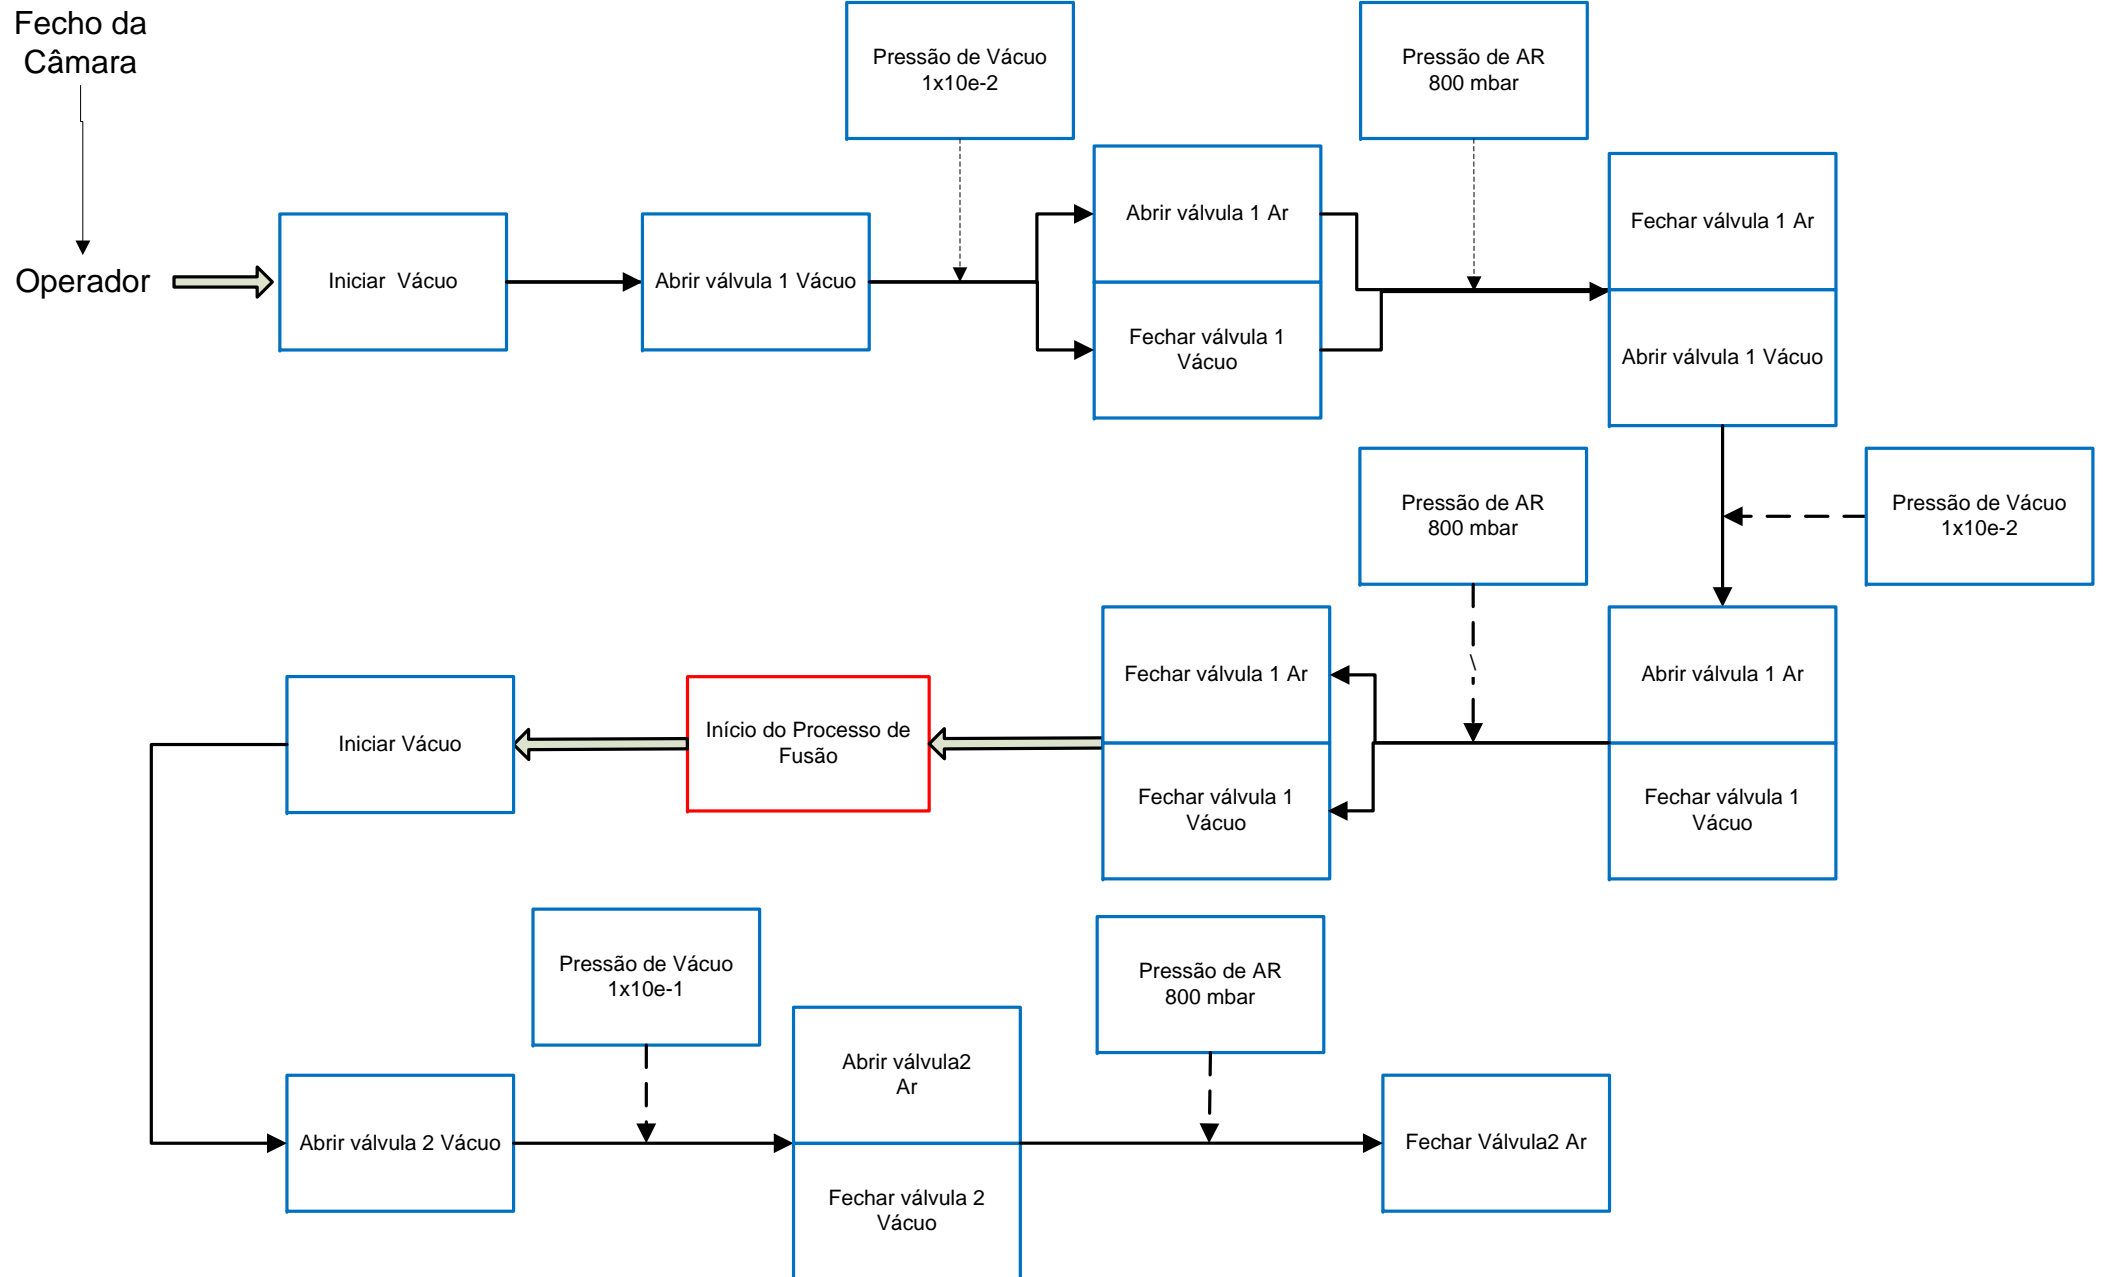 Fecho da
Câmara
Pressão de Vácuo
1x10e-2
Pressão de AR
800 mbar
Operador
Iniciar  Vácuo
Abrir válvula 1 Vácuo
Abrir válvula 1 Ar
Fechar válvula 1
Vácuo
Fechar válvula 1 Ar
Abrir válvula 1 Vácuo
Pressão de AR
800 mbar
Pressão de Vácuo
1x10e-2
Iniciar Vácuo
Início do Processo de
Fusão
Fechar válvula 1 Ar
Fechar válvula 1
Vácuo
Abrir válvula 1 Ar
Fechar válvula 1
Vácuo
Pressão de Vácuo
1x10e-1
Pressão de AR
800 mbar
Abrir válvula 2 Vácuo
Abrir válvula2
Ar
Fechar válvula 2
Vácuo
Fechar Válvula2 Ar